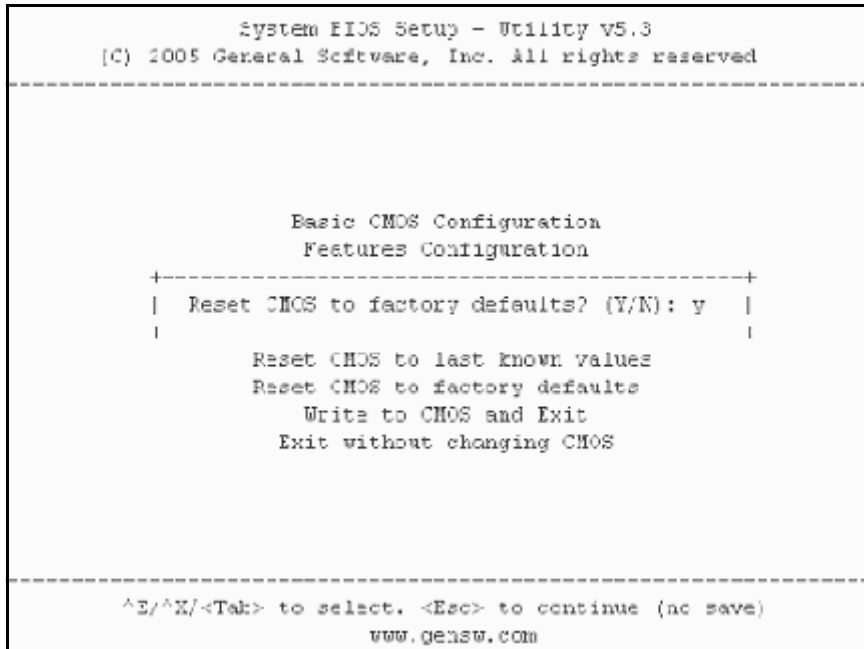 System BIOS Setup - Utility v5.3
(C) 2005 General Software, Inc. All rights reserved
Basic CMOS Configuration
Features Configuration
Reset CMOS to factory defaults? (Y/N): y
Reset CMOS to last known values
Reset CMOS to factory defaults
Write to CMOS and Exit
Exit without changing CMOS
^E/^X/<Tab> to select. <Esc> to continue (no save)
www.gensw.com